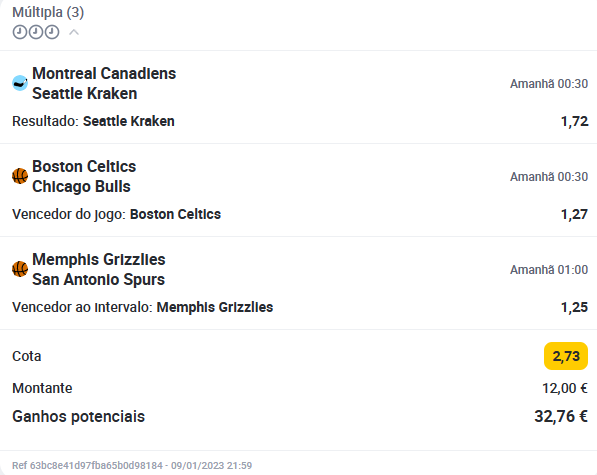 Múltipla (3)
Montreal Canadiens
Seattle Kraken
Amanhã 00:30
Resultado: Seattle Kraken
1,72
Boston Celtics
Chicago Bulls
Amanhã 00:30
Vencedor do jogo: Boston Celtics
1,27
Memphis Grizzlies
San Antonio Spurs
Amanhã 01:00
Vencedor ao intervalo: Memphis Grizzlies
1,25
Cota
2,73
Montante
12,00 €
Ganhos potenciais
32,76 €
Ref 63bc8e41d97fba65b0d98184 - 09/01/2023 21:59